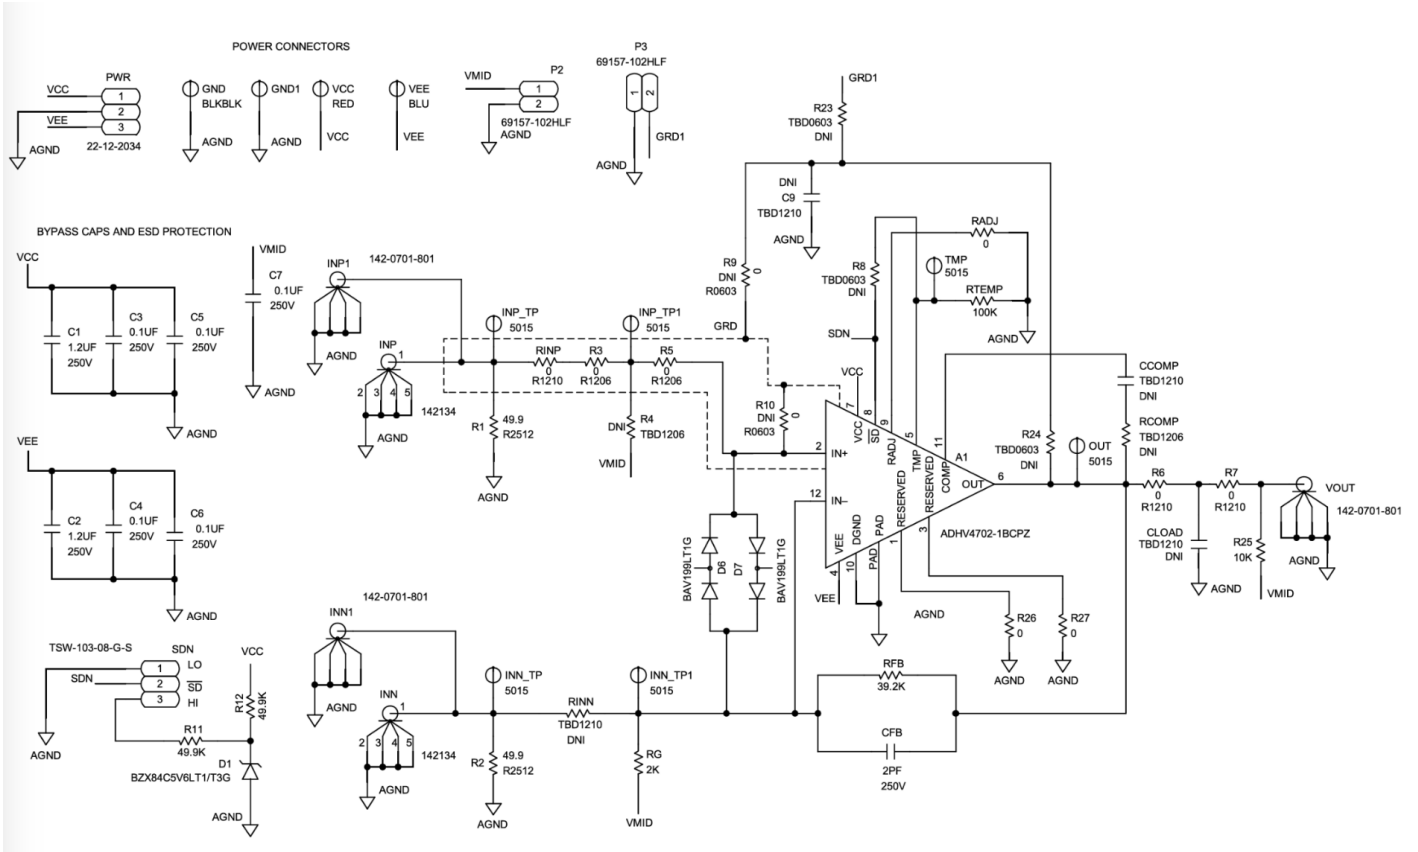 POWER CONNECTORS
PWR
VCC
1
2
VEE
3
22-12-2034
AGND
GND
BLKBLK
AGND
GND1
AGND
VCC
RED
VCC
VEE
BLU
VEE
VMID
P2
1
2
69157-102HLF
AGND
P3
69157-102HLF
1
2
GRD1
AGND
BYPASS CAPS AND ESD PROTECTION
VCC
C1
1.2UF
250V
C3
0.1UF
250V
C5
0.1UF
250V
AGND
VMID
C7
0.1UF
250V
AGND
VEE
C2
1.2UF
250V
C4
0.1UF
250V
C6
0.1UF
250V
AGND
TSW-103-08-G-S
SDN
LO
1
SDN
2
SD
3
HI
AGND
VCC
R12
49.9K
R11
49.9K
D1
BZX84C5V6LT1/T3G
AGND
INP1
142-0701-801
AGND
INP
1
2
3
4
5
142134
AGND
INP_TP
5015
R1
49.9
R2512
AGND
RINP
0
R1210
R3
0
R1206
INP_TP1
5015
R5
0
R1206
DNI
R4
TBD1206
VMID
GRD
R9
DNI
R0603
0
R10
DNI
R0603
0
GRD1
R23
TBD0603
DNI
DNI
C9
TBD1210
AGND
R8
TBD0603
DNI
SDN
RADJ
0
TMP
5015
RTEMP
100K
AGND
CCOMP
TBD1210
DNI
RCOMP
TBD1206
DNI
R24
TBD0603
DNI
OUT
5015
VCC
7
8
9
5
11
VCC
SD
RADJ
TMP
RESERVED
COMP
A1
2
IN+
12
IN–
OUT
6
VEE
DGND
PAD
RESERVED
ADHV4702-1BCPZ
4
10
PAD
1
3
VEE
AGND
R26
0
AGND
R27
0
AGND
R6
0
R1210
R7
0
R1210
CLOAD
TBD1210
DNI
AGND
R25
10K
VMID
VOUT
142-0701-801
AGND
BAV199LT1G
D6
D7
BAV199LT1G
INN1
142-0701-801
AGND
INN
1
2
3
4
5
142134
AGND
INN_TP
5015
R2
49.9
R2512
AGND
RINN
TBD1210
DNI
INN_TP1
5015
RG
2K
VMID
RFB
39.2K
CFB
2PF
250V